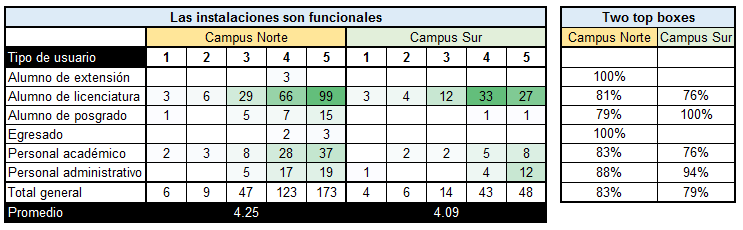 Las instalaciones son funcionales Two top boxes
Campus Norte Campus Sur Campus Norte Campus Sur
Tipo de usuario 1 2 3 4 5 1 2 3 4 5
Alumno de extensión 3 100%
Alumno de licenciatura 3 6 29 66 99 3 4 12 33 27 81% 76%
Alumno de posgrado 1 5 7 15 1 1 79% 100%
Egresado 2 3 100%
Personal académico 2 3 8 28 37 2 2 5 8 83% 76%
Personal administrativo 5 17 19 1 4 12 88% 94%
Total general 6 9 47 123 173 4 6 14 43 48 83% 79%
Promedio 4.25 4.09